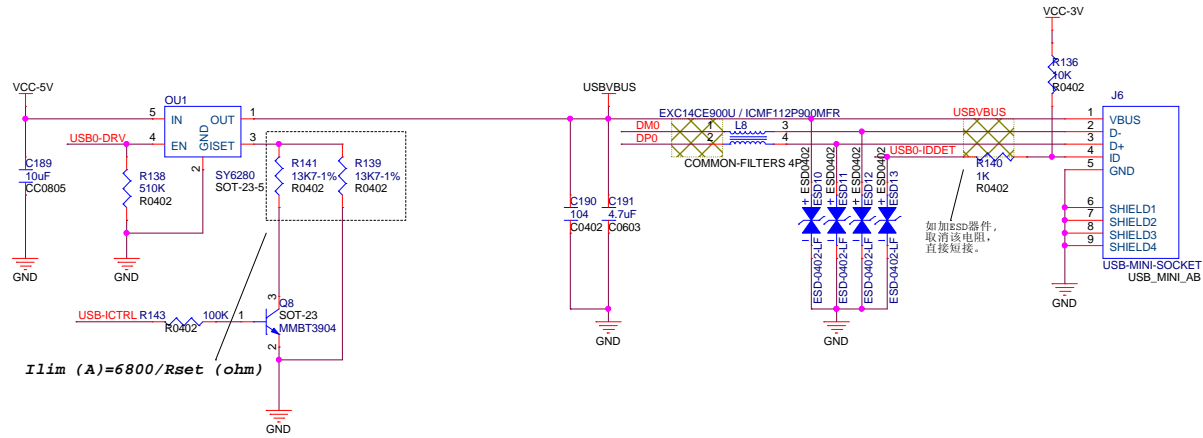 VCC-5V
OU1
5
IN
OUT
1
USB0-DRV
4
EN
GND
GISET
3
2
C189
10uF
CC0805
R138
510K
R0402
SY6280
SOT-23-5
R141
13K7-1%
R0402
R139
13K7-1%
R0402
GND
GND
USB-ICTRL
R143
R0402
100K
1
3
Q8
SOT-23
MMBT3904
2
GND
Ilim (A)=6800/Rset (ohm)
USBVBUS
C190
104
C0402
C191
4.7uF
C0603
GND
EXC14CE900U / ICMF112P900MFR
DM0
DP0
1
2
L8
3
4
COMMON-FILTERS 4P
ESD0402
ESD10
ESD-0402-LF
ESD0402
ESD11
ESD-0402-LF
ESD0402
ESD12
ESD-0402-LF
ESD0402
ESD13
ESD-0402-LF
+
+
+
+
GND
USBVBUS
USB0-IDDET
R140
1K
R0402
如加ESD器件,
取消该电阻,
直接短接。
VCC-3V
R136
10K
R0402
J6
1
VBUS
2
D-
3
D+
4
ID
5
GND
6
SHIELD1
7
SHIELD2
8
SHIELD3
9
SHIELD4
USB-MINI-SOCKET
USB_MINI_AB
GND